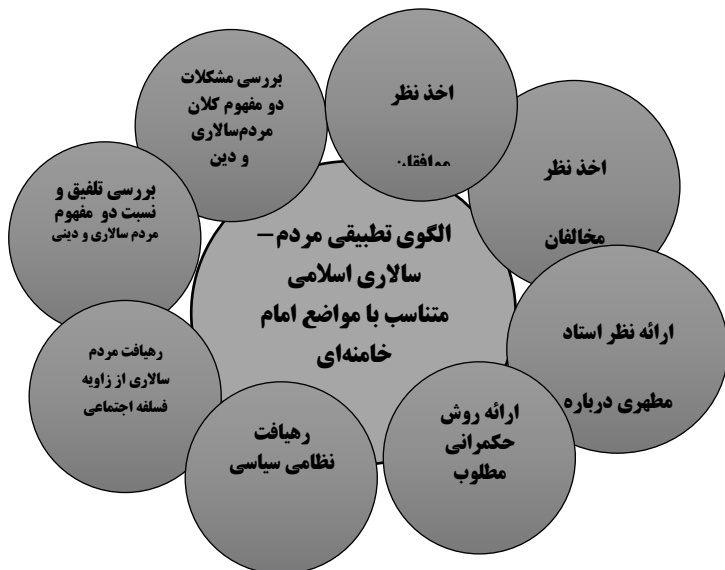 بررسی مشکلات
دو مفهوم کلان
مردم‌سالاری
و دین
اخذ نظر
موافقان
اخذ نظر
مخالفان
بررسی تلفیق و
نسبت دو مفهوم
مردم سالاری و دینی
الگوی تطبیقی مردم–
سالاری اسلامی
متناسب با مواضع امام
خامنه‌ای
ارائه نظر استاد
مطهری درباره
رهیافت مردم
سالاری از زاویه
فسلفه اجتماعی
رهیافت
نظامی سیاسی
ارائه روش
حکمرانی
مطلوب